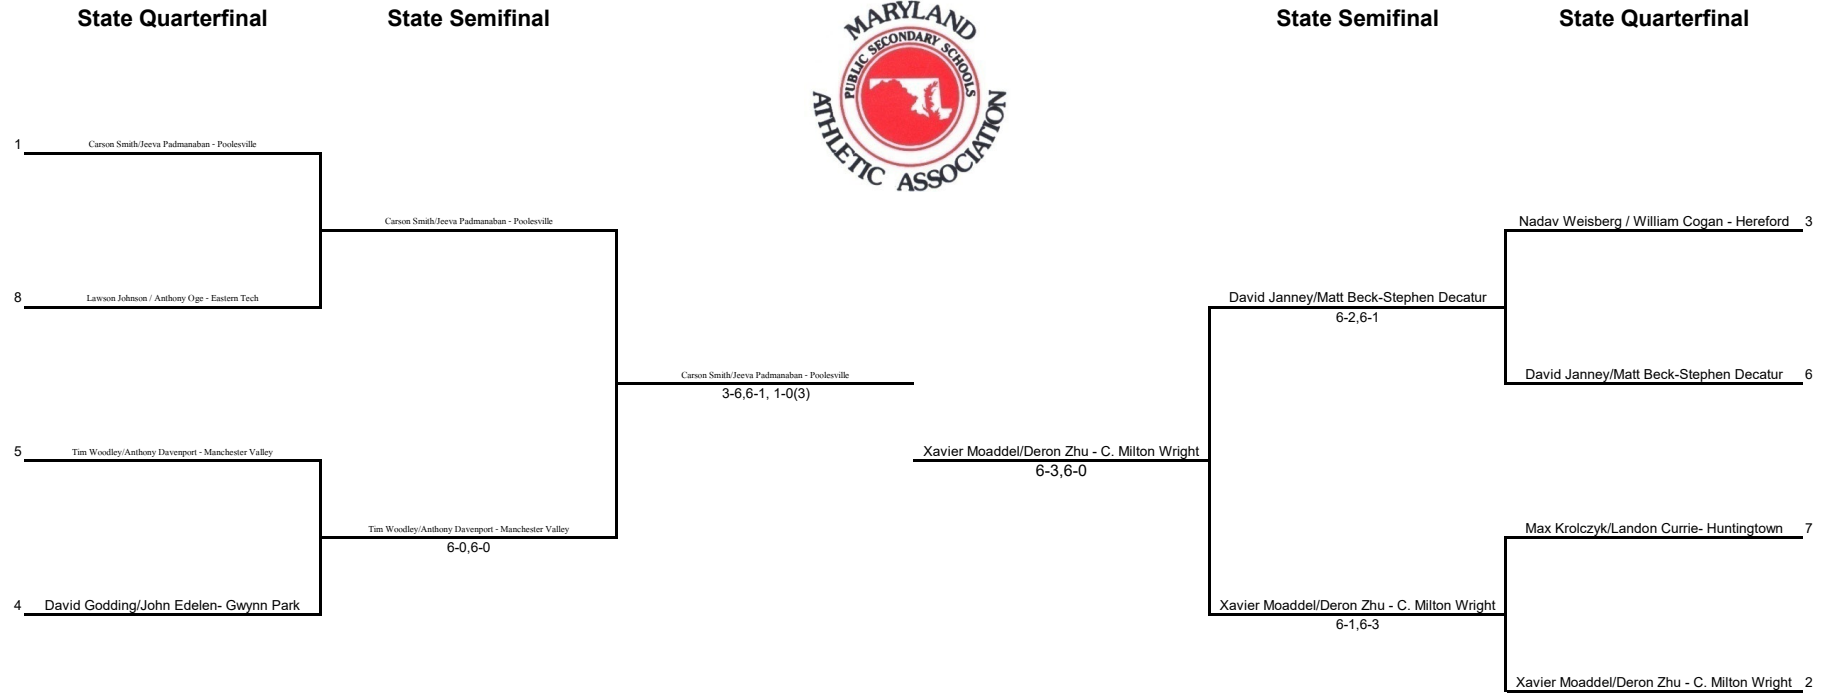 State Quarterfinal
State Semifinal
MARYLAND
PUBLIC SECONDARY SCHOOLS
ATHLETIC ASSOCIATION
State Semifinal
State Quarterfinal
1 Carson Smith/Jeeva Padmanaban - Poolesville
Carson Smith/Jeeva Padmanaban - Poolesville
8 Lawson Johnson / Anthony Oge - Eastern Tech
Carson Smith/Jeeva Padmanaban - Poolesville
3-6,6-1, 1-0(3)
5 Tim Woodley/Anthony Davenport - Manchester Valley
Tim Woodley/Anthony Davenport - Manchester Valley
6-0,6-0
4 David Godding/John Edelen- Gwynn Park
Nadav Weisberg / William Cogan - Hereford 3
David Janney/Matt Beck-Stephen Decatur
6-2,6-1
David Janney/Matt Beck-Stephen Decatur 6
Xavier Moaddel/Deron Zhu - C. Milton Wright
6-3,6-0
Max Krolczyk/Landon Currie- Huntingtown 7
Xavier Moaddel/Deron Zhu - C. Milton Wright
6-1,6-3
Xavier Moaddel/Deron Zhu - C. Milton Wright 2